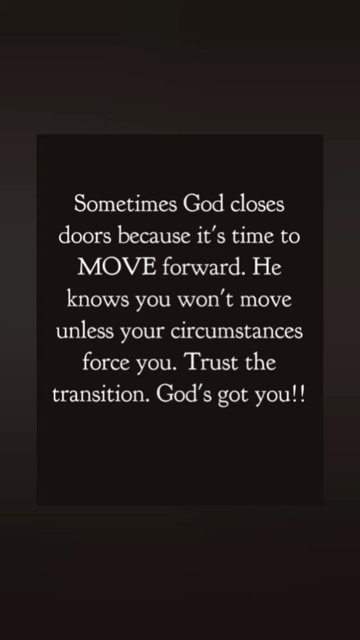 Sometimes God closes
doors because it's time to
MOVE forward. He
knows you won't move
unless your circumstances
force you. Trust the
transition. God's got you!!